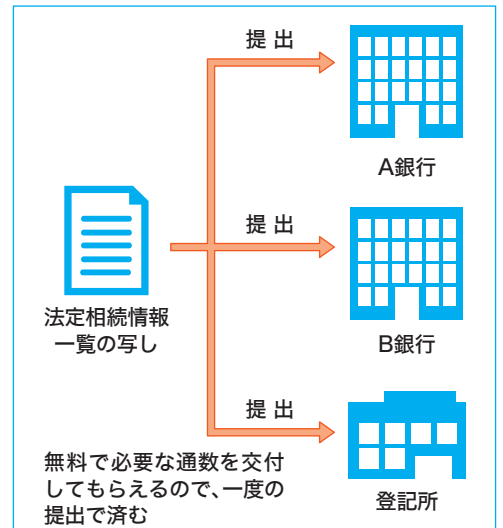 提出
A銀行
提出
法定相続情報
一覧の写し
B銀行
提出
無料で必要な通数を交付
してもらえるので、一度の
提出で済む
登記所